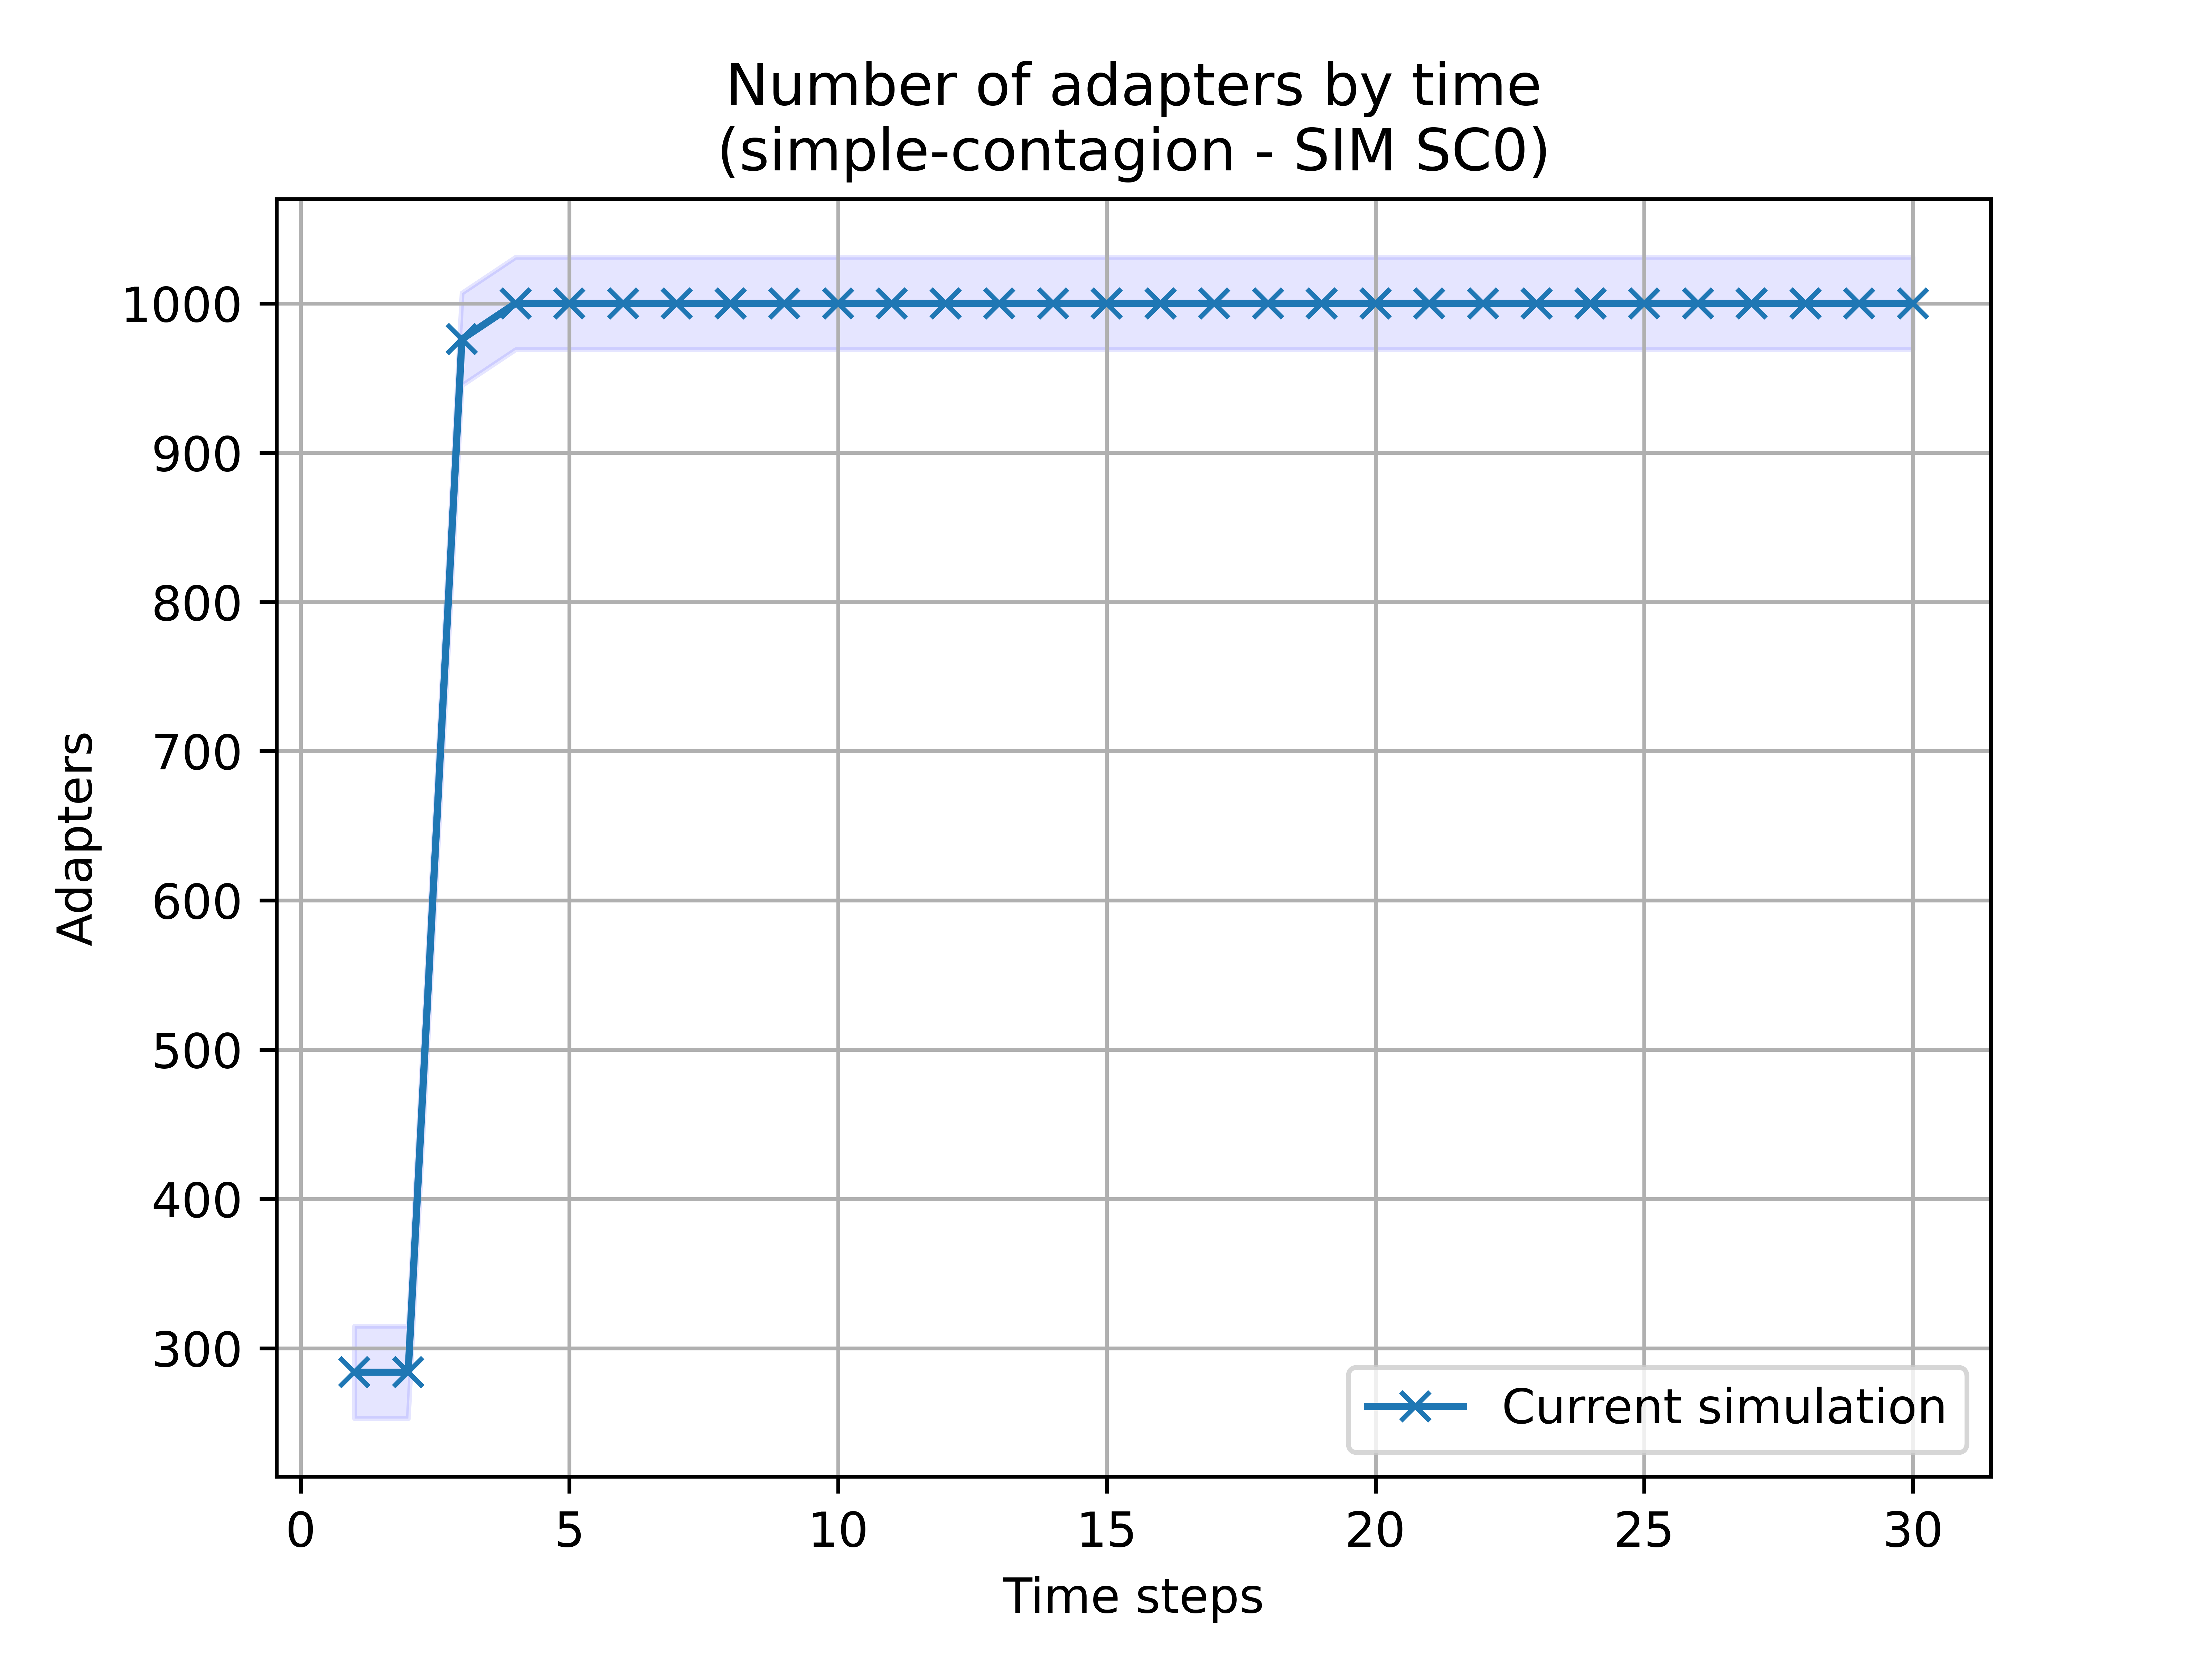 Number of adapters by time
(simple-contagion - SIM SC0)
1000
900
800
700
600
500
400
300
Adapters
Current simulation
0 5 10 15 20 25 30
Time steps